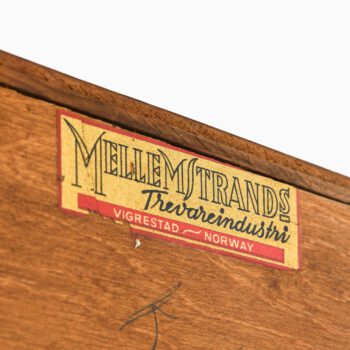 MELLEMSTRANDS
Trevareindustri
VIGRESTAD ~ NORWAY